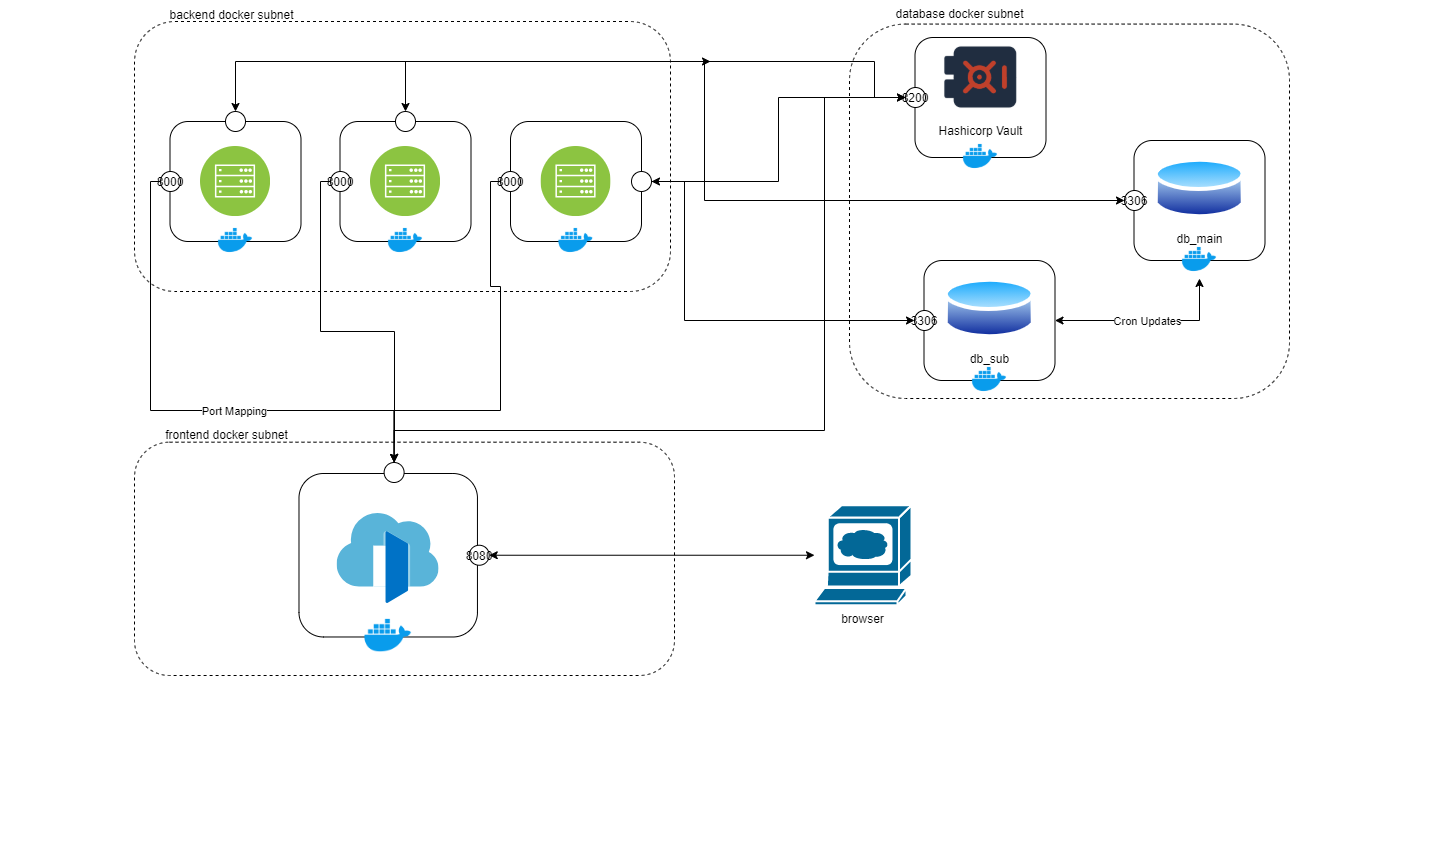 backend docker subnet
database docker subnet
8200
Hashicorp Vault
8000
8000
8000
3306
db_main
3306
Cron Updates
db_sub
Port Mapping
frontend docker subnet
8080
browser